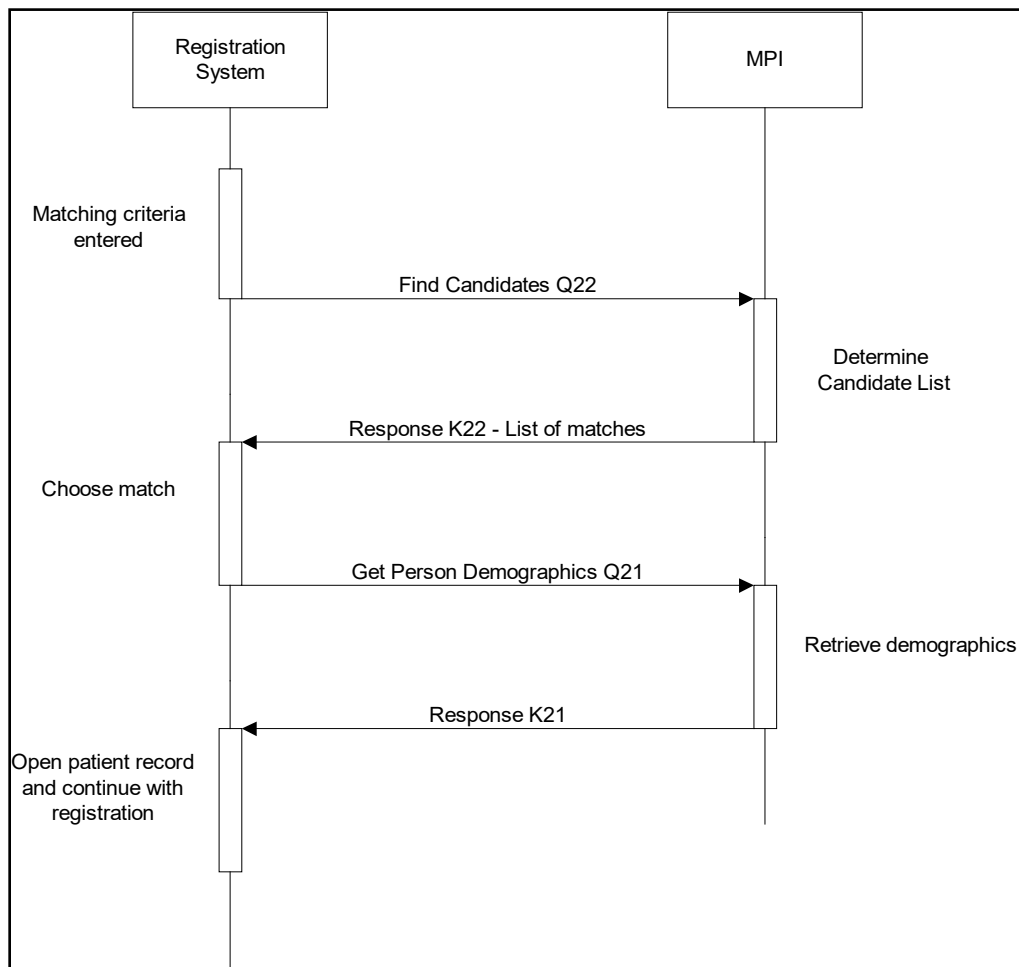 Registration
System
MPI
Matching criteria
entered
Find Candidates Q22
Determine
Candidate List
Response K22 - List of matches
Choose match
Get Person Demographics Q21
Retrieve demographics
Response K21
Open patient record
and continue with
registration